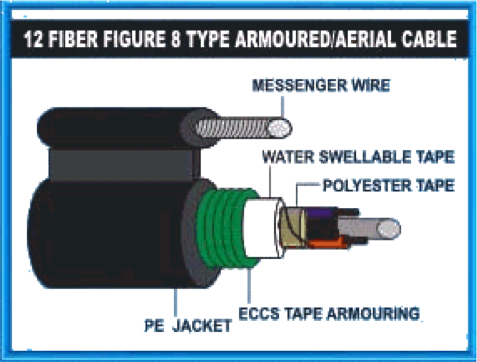 12 FIBER FIGURE 8 TYPE ARMOURED/AERIAL CABLE
MESSENGER WIRE
WATER SWELLABLE TAPE
POLYESTER TAPE
ECCS TAPE ARMOURING
PE JACKET